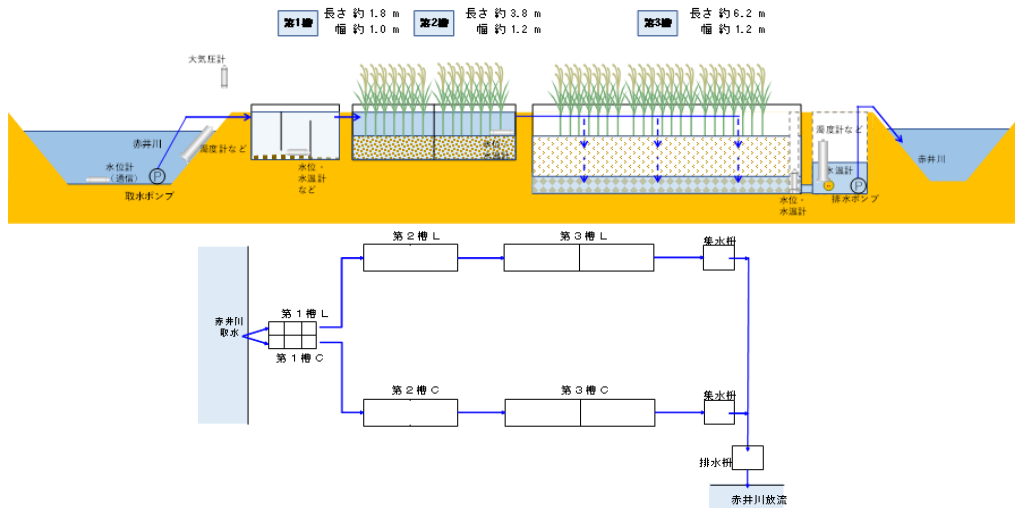 第1槽
長さ 約1.8 m
幅 約1.0 m
第2槽
長さ 約3.8 m
幅 約1.2 m
第3槽
長さ 約6.2 m
幅 約1.2 m
大気圧計
赤井川
濁度計など
水位計
（通信）
P
取水ポンプ
水位・
水温計
など
水位・
濁度計など
水温計
P
排水ポンプ
水位・
水温計
赤井川
第2槽L
第3槽L
集水枡
赤井川
取水
第1槽L
第1槽C
第2槽C
第3槽C
集水枡
排水枡
赤井川放流